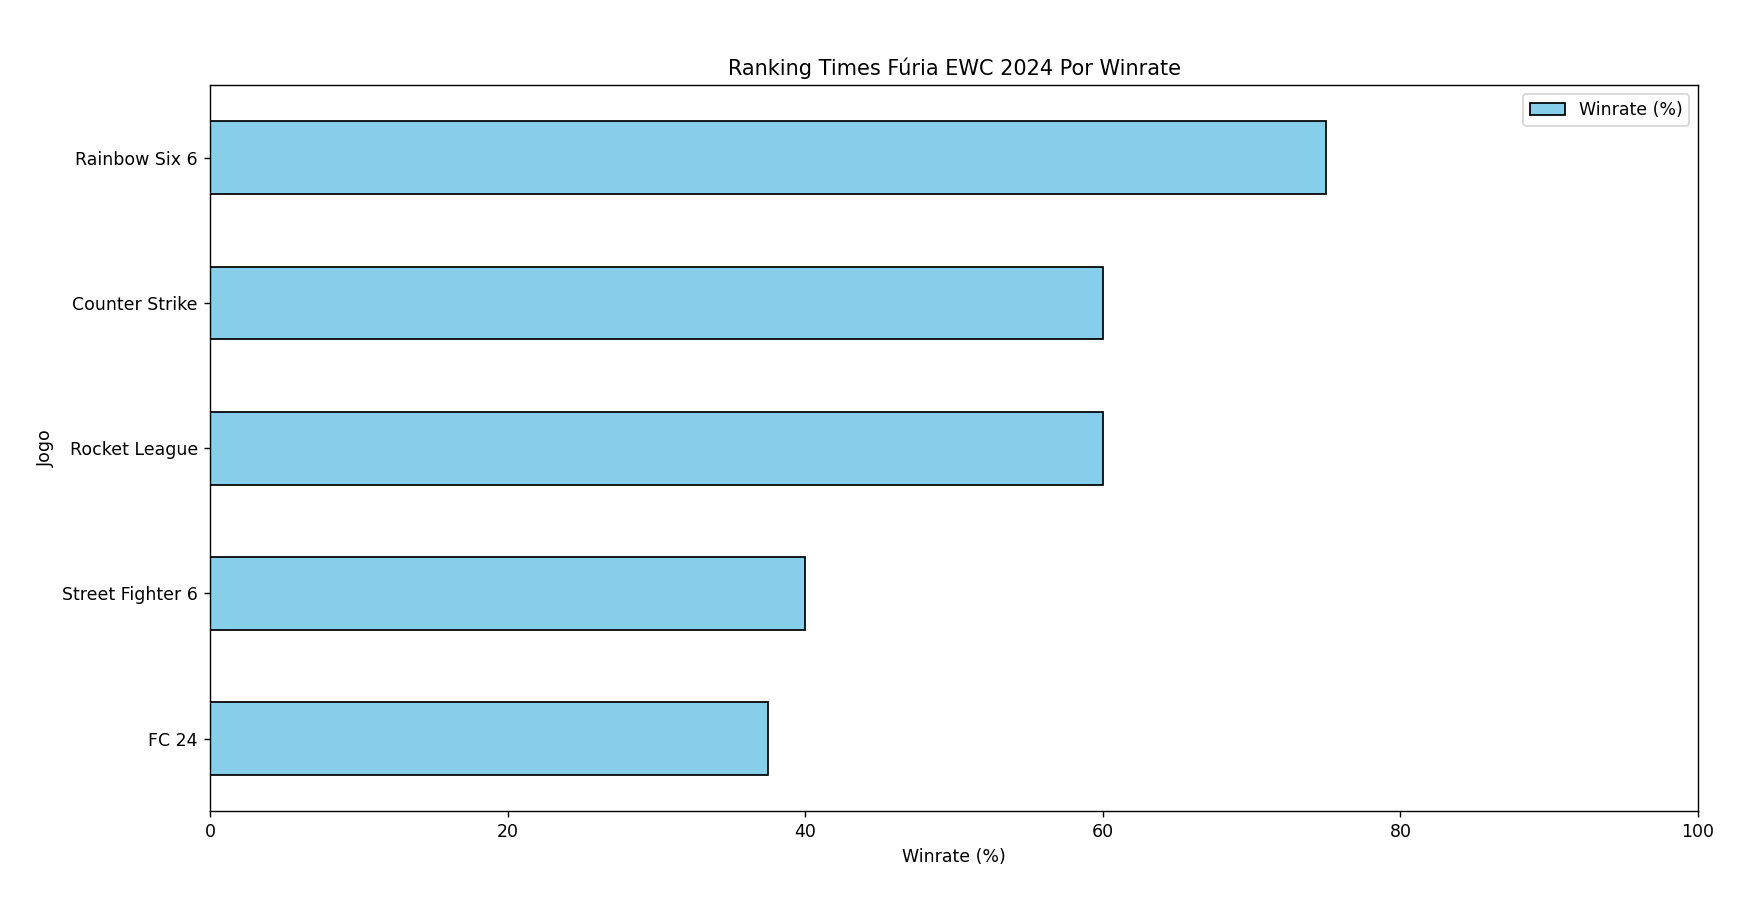 Ranking Times Fúria EWC 2024 Por Winrate
Winrate (%)
Rainbow Six 6
Counter Strike
Rocket League
Street Fighter 6
FC 24
Jogo
0 20 40 60 80 100
Winrate (%)